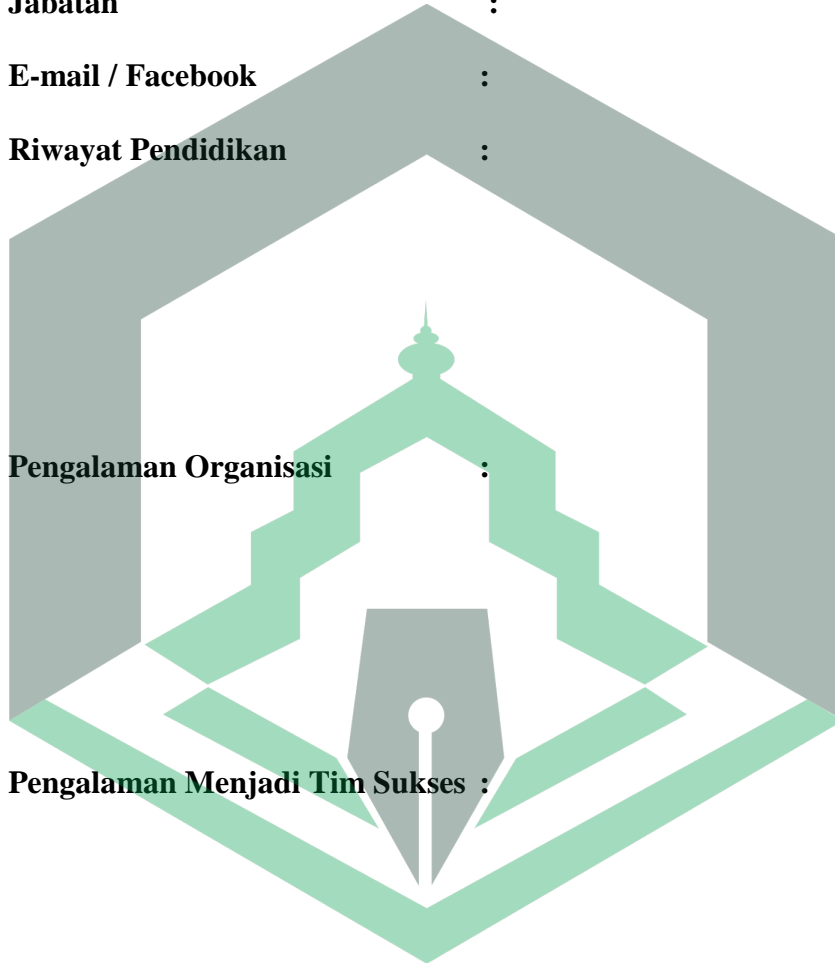 Jabatan :
E-mail / Facebook :
Riwayat Pendidikan :
Pengalaman Organisasi :
Pengalaman Menjadi Tim Sukses :